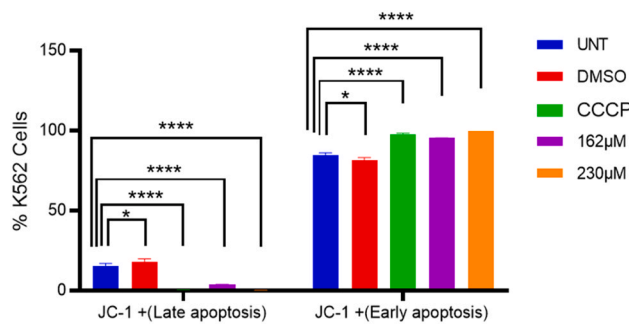 ****
****
****
*
****
****
****
*
150
100
50
0
% K562 Cells
JC-1 +(Late apoptosis)
JC-1 +(Early apoptosis)
UNT
DMSO
CCCP
162µM
230µM